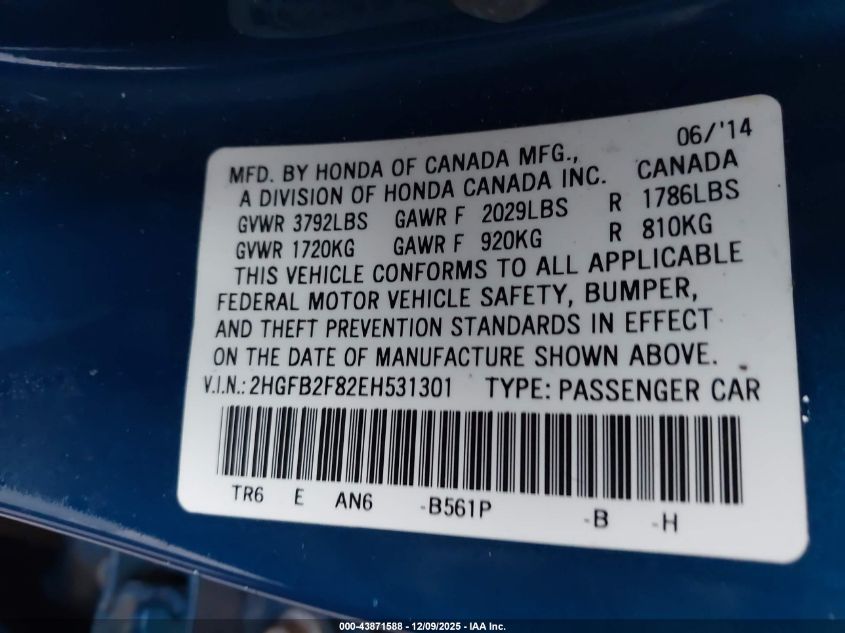 06/'14
MFD. BY HONDA OF CANADA MFG.,
A DIVISION OF HONDA CANADA INC. CANADA
GVWR 3792LBS GAWR F 2029LBS R 1786LBS
GVWR 1720KG GAWR F 920KG R 810KG
THIS VEHICLE CONFORMS TO ALL APPLICABLE
FEDERAL MOTOR VEHICLE SAFETY, BUMPER,
AND THEFT PREVENTION STANDARDS IN EFFECT
ON THE DATE OF MANUFACTURE SHOWN ABOVE.
V.I.N.: 2HGFB2F82EH531301 TYPE: PASSENGER CAR
TR6 E AN6 -B561P -B -H
000-43871588 - 12/09/2025 - IAA Inc.